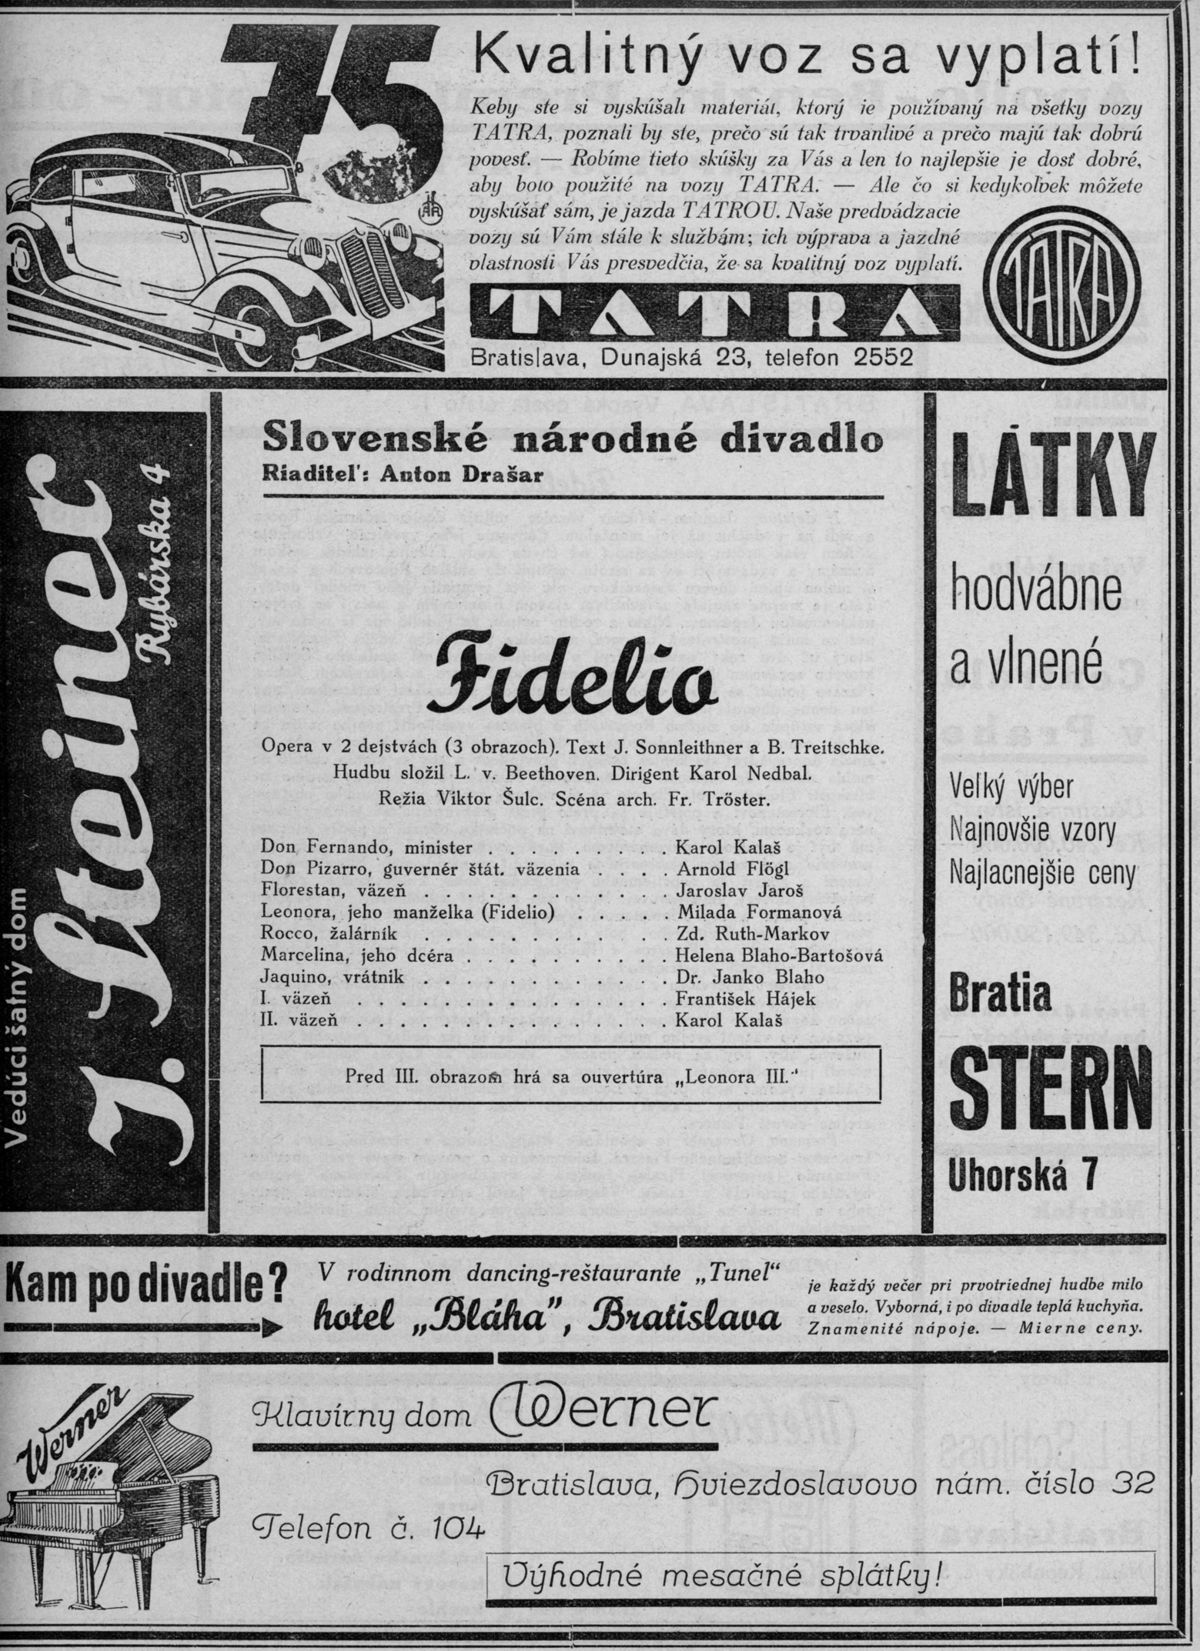 75
Kvalitný voz sa vyplatí!
Keby ste si vyskúšali materiál, ktorý je používaný na všetky vozy
TATRA, poznali by ste, prečo sú tak trvanlivé a prečo majú tak dobrú
povesť. — Robíme tieto skúšky za Vás a len to najlepšie je dosť dobré,
aby bolo použité na vozy TATRA. — Ale čo si kedykoľvek môžete
vyskúšať sám, je jazda TATROU. Naše predvádzacie
vozy sú Vám stále k službám; ich výprava a jazdné
vlastnosti Vás presvedčia, že sa kvalitný voz vyplatí.
TATRA
TATRA
Bratislava, Dunajská 23, telefon 2552
Vedúci šatný dom
J. Steiner
Rybárska 4
Slovenské národné divadlo
Riaditeľ: Anton Drašar
Fidelio
Opera v 2 dejstvách (3 obrazoch). Text J. Sonnleithner a B. Treitschke.
Hudbu složil L. v. Beethoven. Dirigent Karol Nedbal.
Režia Viktor Šulc. Scéna arch. Fr. Tröster.
Don Fernando, minister . . . . . . . . . Karol Kalaš
Don Pizarro, guvernér štát. väzenia . . . . Arnold Flögl
Florestan, väzeň . . . . . . . . . . . . Jaroslav Jaroš
Leonora, jeho manželka (Fidelio) . . . . . Milada Formanová
Rocco, žalárník . . . . . . . . . . . . Zd. Ruth-Markov
Marcelina, jeho dcéra . . . . . . . . . . Helena Blaho-Bartošová
Jaquino, vrátnik . . . . . . . . . . . . Dr. Janko Blaho
I. väzeň . . . . . . . . . . . . . . . František Hájek
II. väzeň . . . . . . . . . . . . . . . Karol Kalaš
Pred III. obrazom hrá sa ouvertúra „Leonora III."
LÁTKY
hodvábne
a vlnené
Veľký výber
Najnovšie vzory
Najlacnejšie ceny
Bratia
STERN
Uhorská 7
Kam po divadle?
V rodinnom dancing-reštaurante „Tunel"
hotel „Bláha", Bratislava
je každý večer pri prvotriednej hudbe milo
a veselo. Vyborná, i po divadle teplá kuchyňa.
Znamenité nápoje. — Mierne ceny.
Werner
Klavírny dom Werner
Bratislava, Hviezdoslavovo nám. číslo 32
Telefon č. 104
Výhodné mesačné splátky!